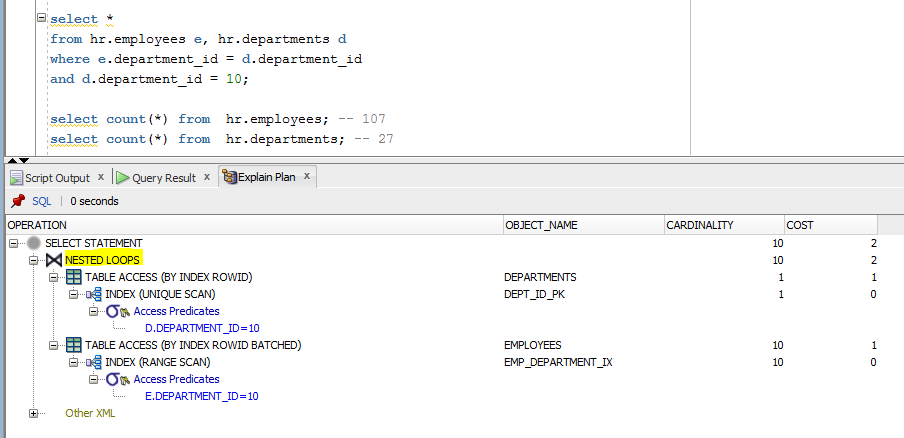 select *
from hr.employees e, hr.departments d
where e.department_id = d.department_id
and d.department_id = 10;
select count(*) from  hr.employees; -- 107
select count(*) from  hr.departments; -- 27
Script Output x Query Result x Explain Plan x
SQL | 0 seconds
OPERATION OBJECT_NAME CARDINALITY COST
SELECT STATEMENT 10 2
NESTED LOOPS 10 2
TABLE ACCESS (BY INDEX ROWID) DEPARTMENTS 1 1
INDEX (UNIQUE SCAN) DEPT_ID_PK 1 0
Access Predicates
D.DEPARTMENT_ID=10
TABLE ACCESS (BY INDEX ROWID BATCHED) EMPLOYEES 10 1
INDEX (RANGE SCAN) EMP_DEPARTMENT_IX 10 0
Access Predicates
E.DEPARTMENT_ID=10
Other XML